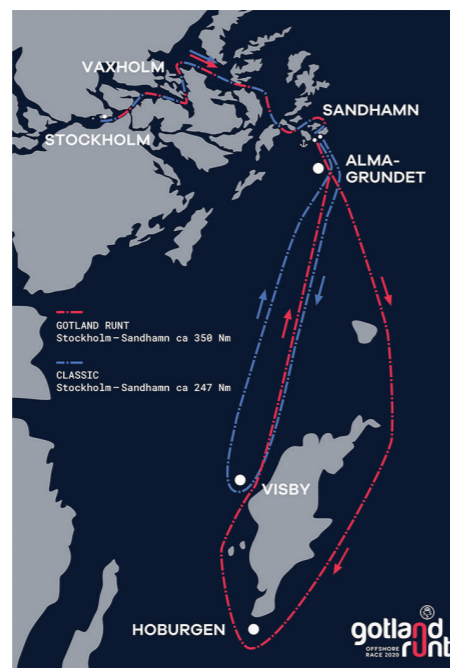 VAXHOLM
STOCKHOLM
SANDHAMN
ALMA-
GRUNDET
GOTLAND RUNT
Stockholm–Sandhamn ca 350 Nm
CLASSIC
Stockholm–Sandhamn ca 247 Nm
VISBY
HOBURGEN
gotland
OFFSHORE
RACE 2020
runt